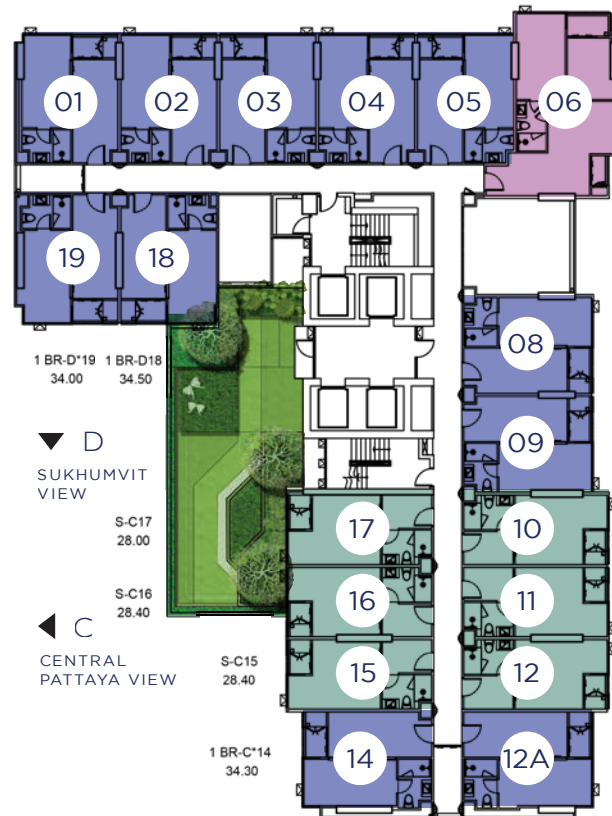 01
02
03
04
05
06
19
18
08
1 BR-D*19
34.00
1 BR-D18
34.50
09
D
SUKHUMVIT
VIEW
S-C17
28.00
17
10
S-C16
28.40
16
11
C
CENTRAL
PATTAYA VIEW
S-C15
28.40
15
12
1 BR-C*14
34.30
14
12A